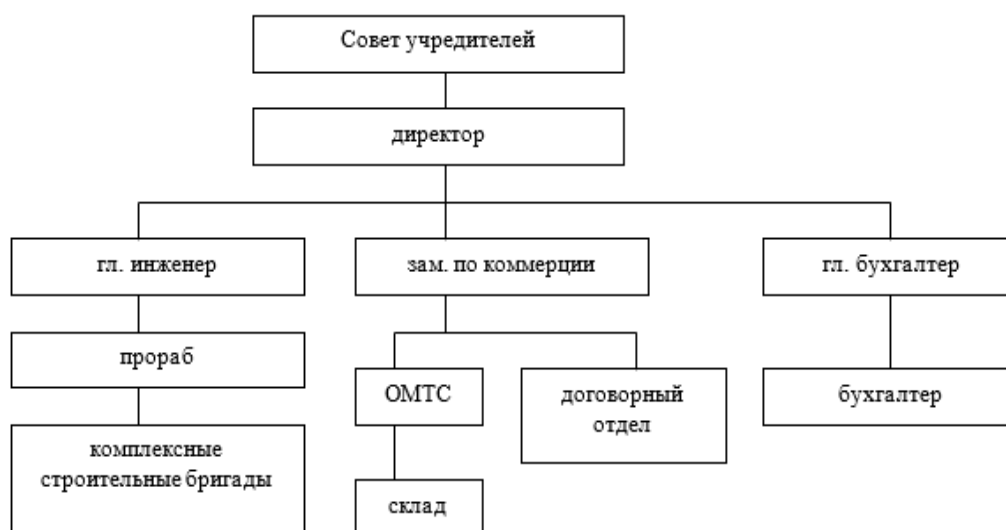 Совет учредителей
директор
гл. инженер
зам. по коммерции
гл. бухгалтер
прораб
ОМТС
договорный
отдел
бухгалтер
комплексные
строительные бригады
склад